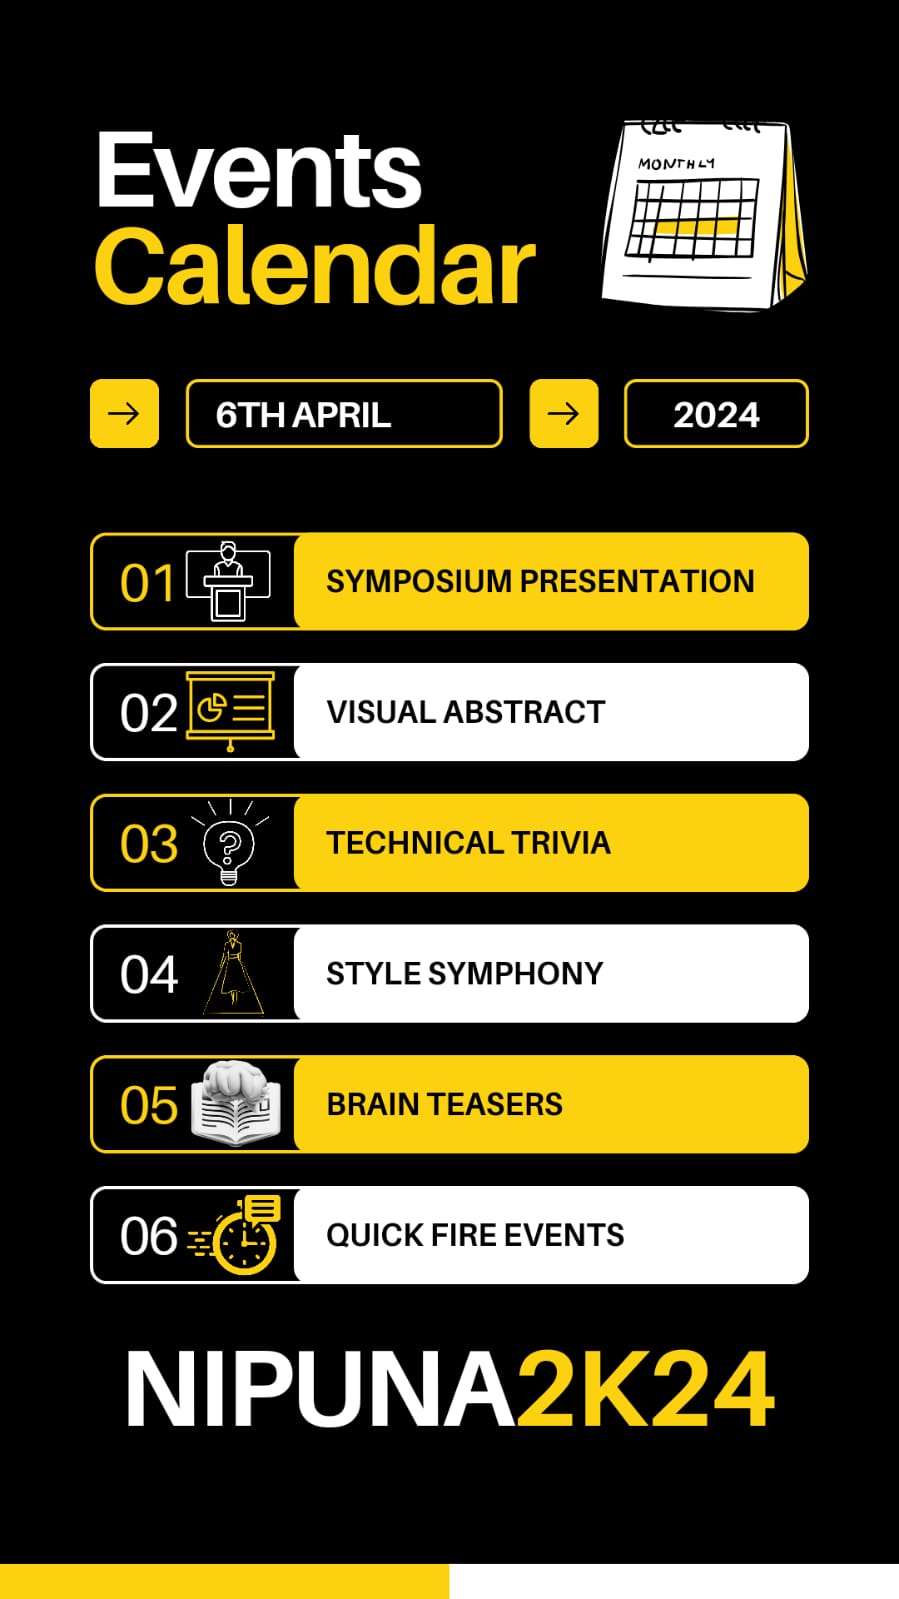 Events
Calendar
MONTHLY
6TH APRIL
2024
01
SYMPOSIUM PRESENTATION
02
VISUAL ABSTRACT
03
?
TECHNICAL TRIVIA
04
STYLE SYMPHONY
05
BRAIN TEASERS
06
QUICK FIRE EVENTS
NIPUNA2K24